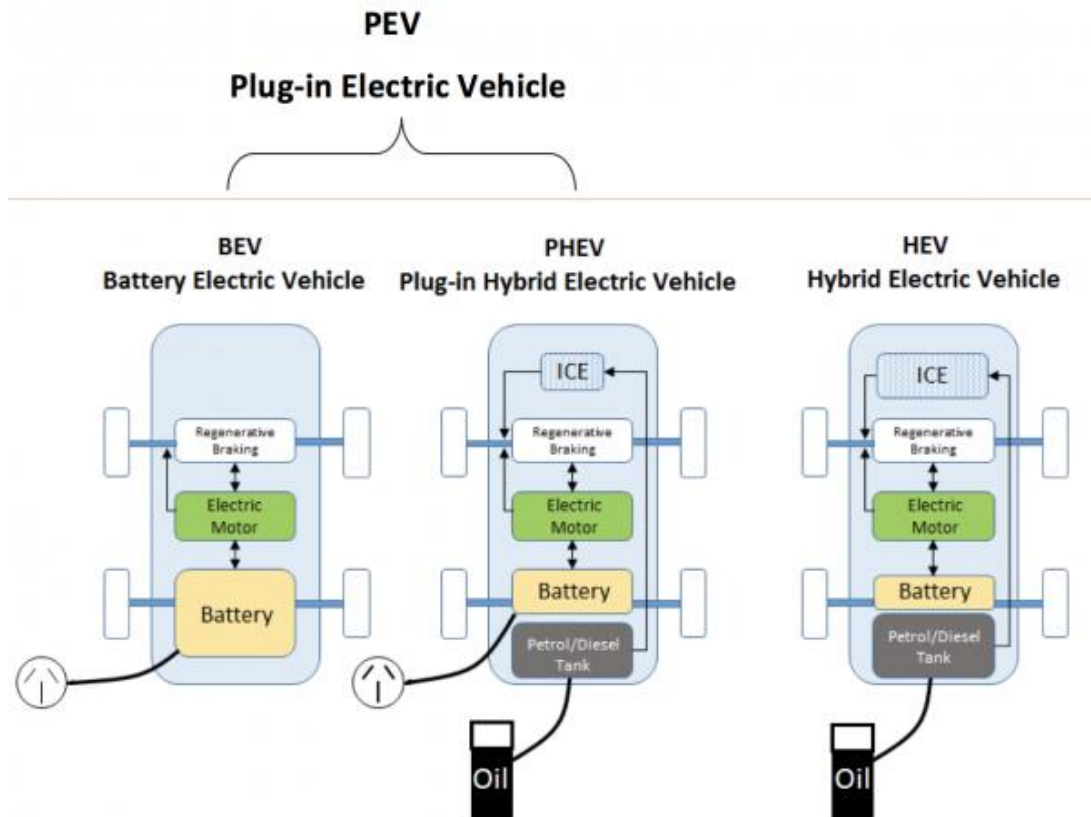 PEV
Plug-in Electric Vehicle
BEV
Battery Electric Vehicle
PHEV
Plug-in Hybrid Electric Vehicle
HEV
Hybrid Electric Vehicle
Regenerative
Braking
Electric
Motor
Battery
ICE
Regenerative
Braking
Electric
Motor
Battery
Petrol/Diesel
Tank
Oil
ICE
Regenerative
Braking
Electric
Motor
Battery
Petrol/Diesel
Tank
Oil